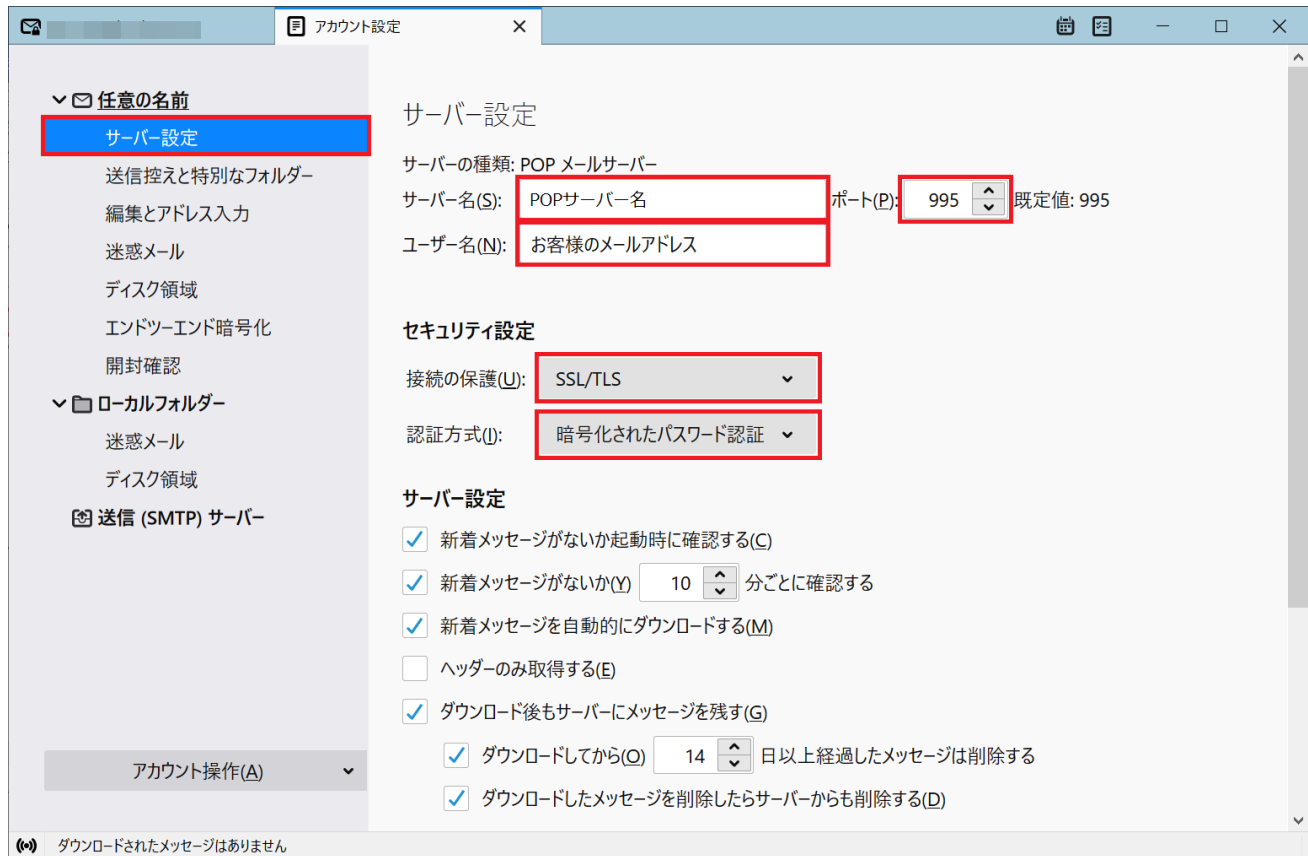 アカウント設定
任意の名前
サーバー設定
送信控えと特別なフォルダー
編集とアドレス入力
迷惑メール
ディスク領域
エンドツーエンド暗号化
開封確認
ローカルフォルダー
迷惑メール
ディスク領域
送信 (SMTP) サーバー
アカウント操作(A)
サーバー設定
サーバーの種類: POP メールサーバー
サーバー名(S): POPサーバー名 ポート(P): 995 既定値: 995
ユーザー名(N): お客様のメールアドレス
セキュリティ設定
接続の保護(U): SSL/TLS
認証方式(I): 暗号化されたパスワード認証
サーバー設定
新着メッセージがないか起動時に確認する(C)
新着メッセージがないか(Y) 10 分ごとに確認する
新着メッセージを自動的にダウンロードする(M)
ヘッダーのみ取得する(E)
ダウンロード後もサーバーにメッセージを残す(G)
ダウンロードしてから(O) 14 日以上経過したメッセージは削除する
ダウンロードしたメッセージを削除したらサーバーからも削除する(D)
ダウンロードされたメッセージはありません